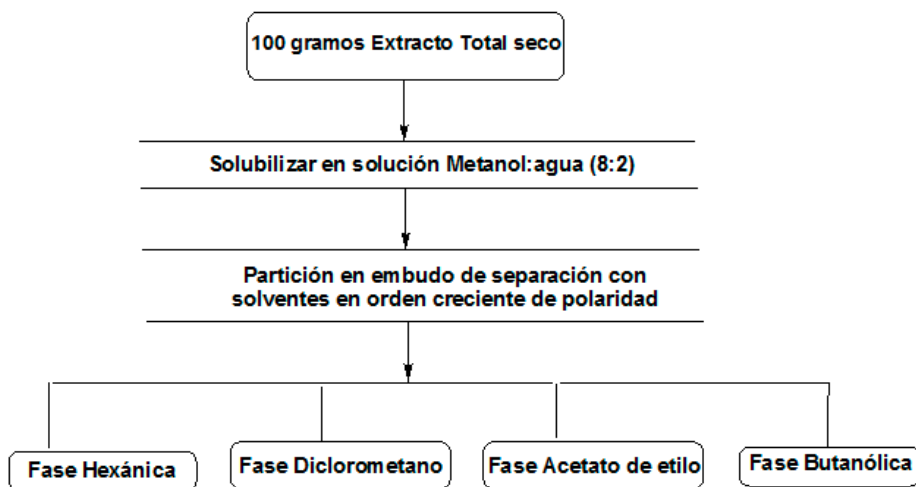 100 gramos Extracto Total seco
Solubilizar en solución Metanol:agua (8:2)
Partición en embudo de separación con
solventes en orden creciente de polaridad
Fase Hexánica
Fase Diclorometano
Fase Acetato de etilo
Fase Butanólica